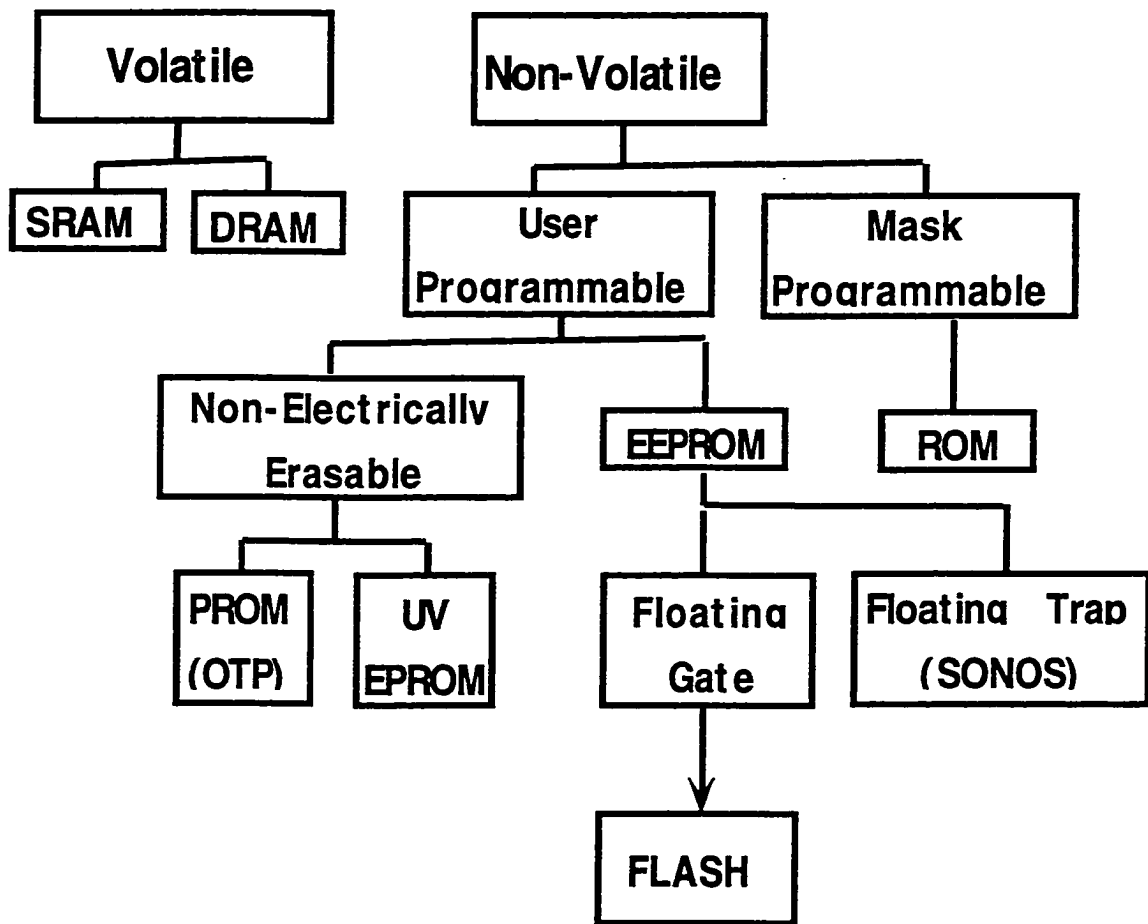 Volatile
Non-Volatile
SRAM
DRAM
User
Programmable
Mask
Programmable
Non-Electrically
Erasable
EEPROM
ROM
PROM
(OTP)
UV
EPROM
Floating
Gate
Floating Trap
(SONOS)
FLASH